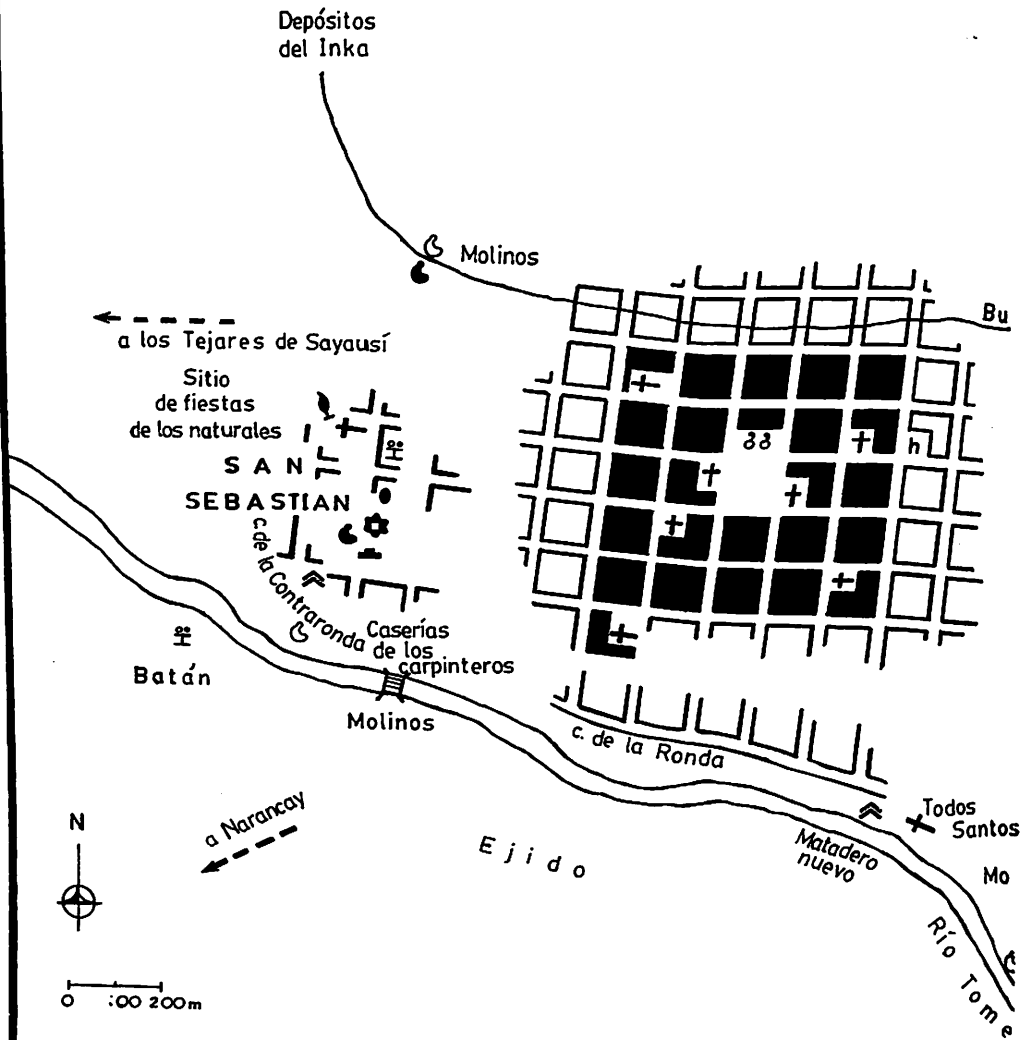 Depósitos
del Inka
Molinos
Bu
a los Tejares de Sayausí
Sitio
de fiestas
de los naturales
SAN
SEBASTIAN
h
c. de la Contraronda
Caserías
de los
carpinteros
Batán
Molinos
c. de la Ronda
a Narancay
Ejido
Todos
Santos
Matadero
nuevo
Mo
Río Tome
N
0 100 200m